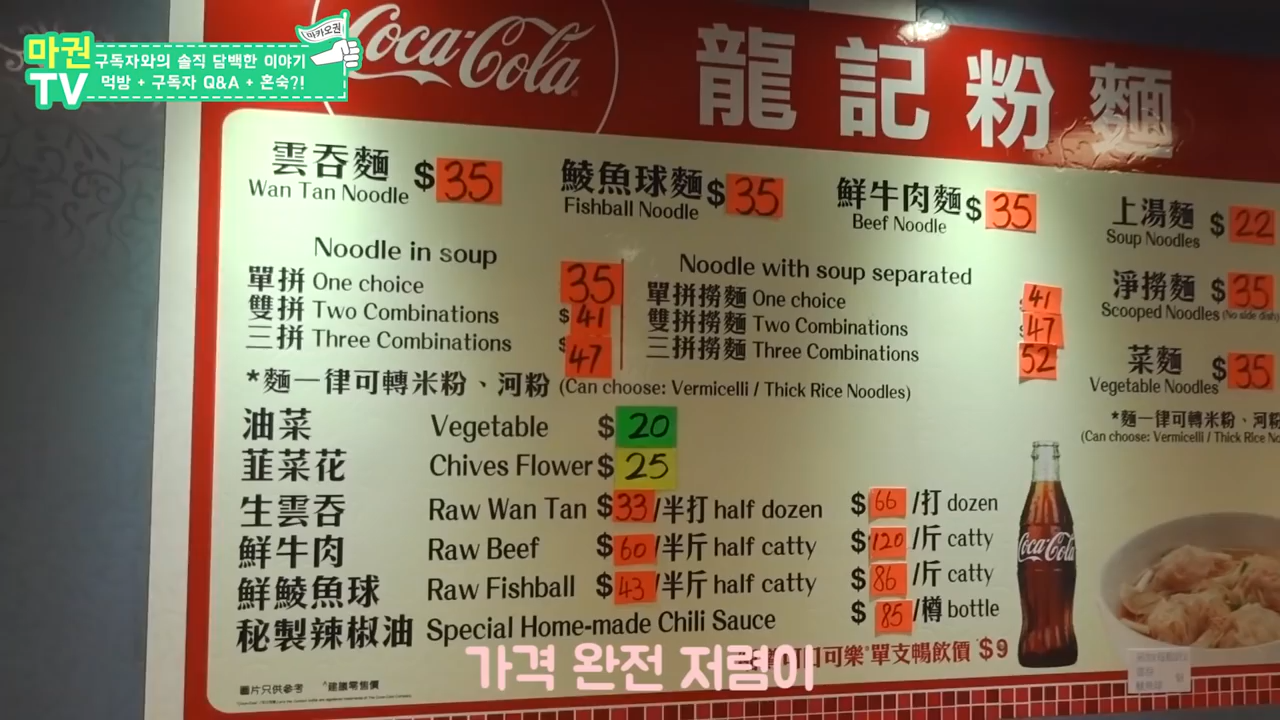 마카오권
마권
TV
구독자와의 솔직 담백한 이야기
먹방 + 구독자 Q&A + 혼숙?!
Coca-Cola
龍記粉麵
雲吞麵 $35
Wan Tan Noodle
鯪魚球麵 $35
Fishball Noodle
鮮牛肉麵 $35
Beef Noodle
上湯麵 $22
Soup Noodles
淨撈麵 $35
Scooped Noodles (No side dish)
菜麵 $35
Vegetable Noodles
*麵一律可轉米粉、河粉
(Can choose: Vermicelli / Thick Rice No
Noodle in soup
單拼 One choice 35
雙拼 Two Combinations $41
三拼 Three Combinations $47
Noodle with soup separated
單拼撈麵 One choice $41
雙拼撈麵 Two Combinations $47
三拼撈麵 Three Combinations 52
*麵一律可轉米粉、河粉 (Can choose: Vermicelli / Thick Rice Noodles)
油菜 Vegetable $20
韮菜花 Chives Flower $25
生雲吞 Raw Wan Tan $33/半打 half dozen $66/打 dozen
鮮牛肉 Raw Beef $60/半斤 half catty $120/斤 catty
鮮鯪魚球 Raw Fishball $43/半斤 half catty $86/斤 catty
秘製辣椒油 Special Home-made Chili Sauce $85/樽 bottle
可口可樂 單支暢飲價 $9
Coca-Cola
圖片只供參考 ^建議零售價
가격 완전 저렴이